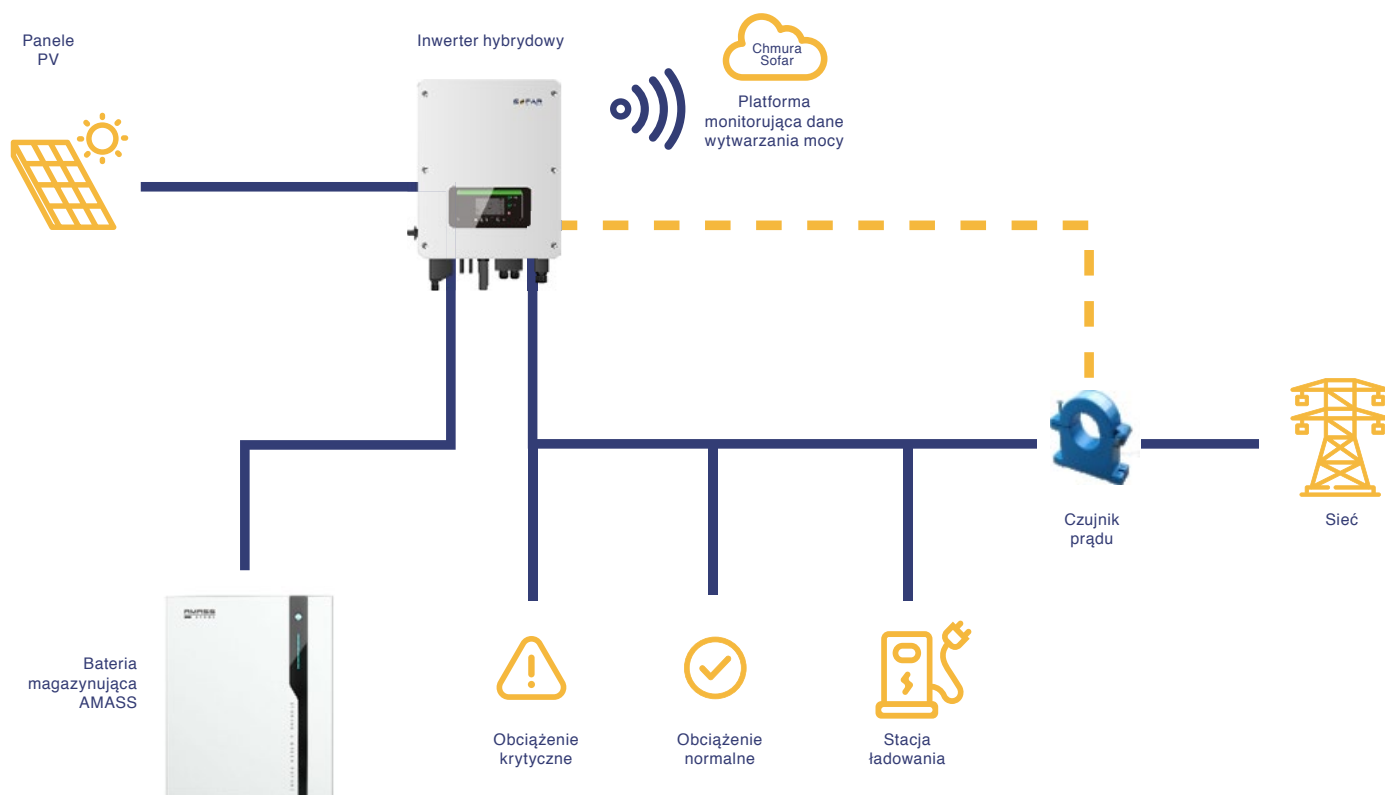 Panele
PV
Inwerter hybrydowy
SOFAR
Chmura
Sofar
Platforma
monitorująca dane
wytwarzania mocy
Czujnik
prądu
Sieć
AMASS
Bateria
magazynująca
AMASS
Obciążenie
krytyczne
Obciążenie
normalne
Stacja
ładowania